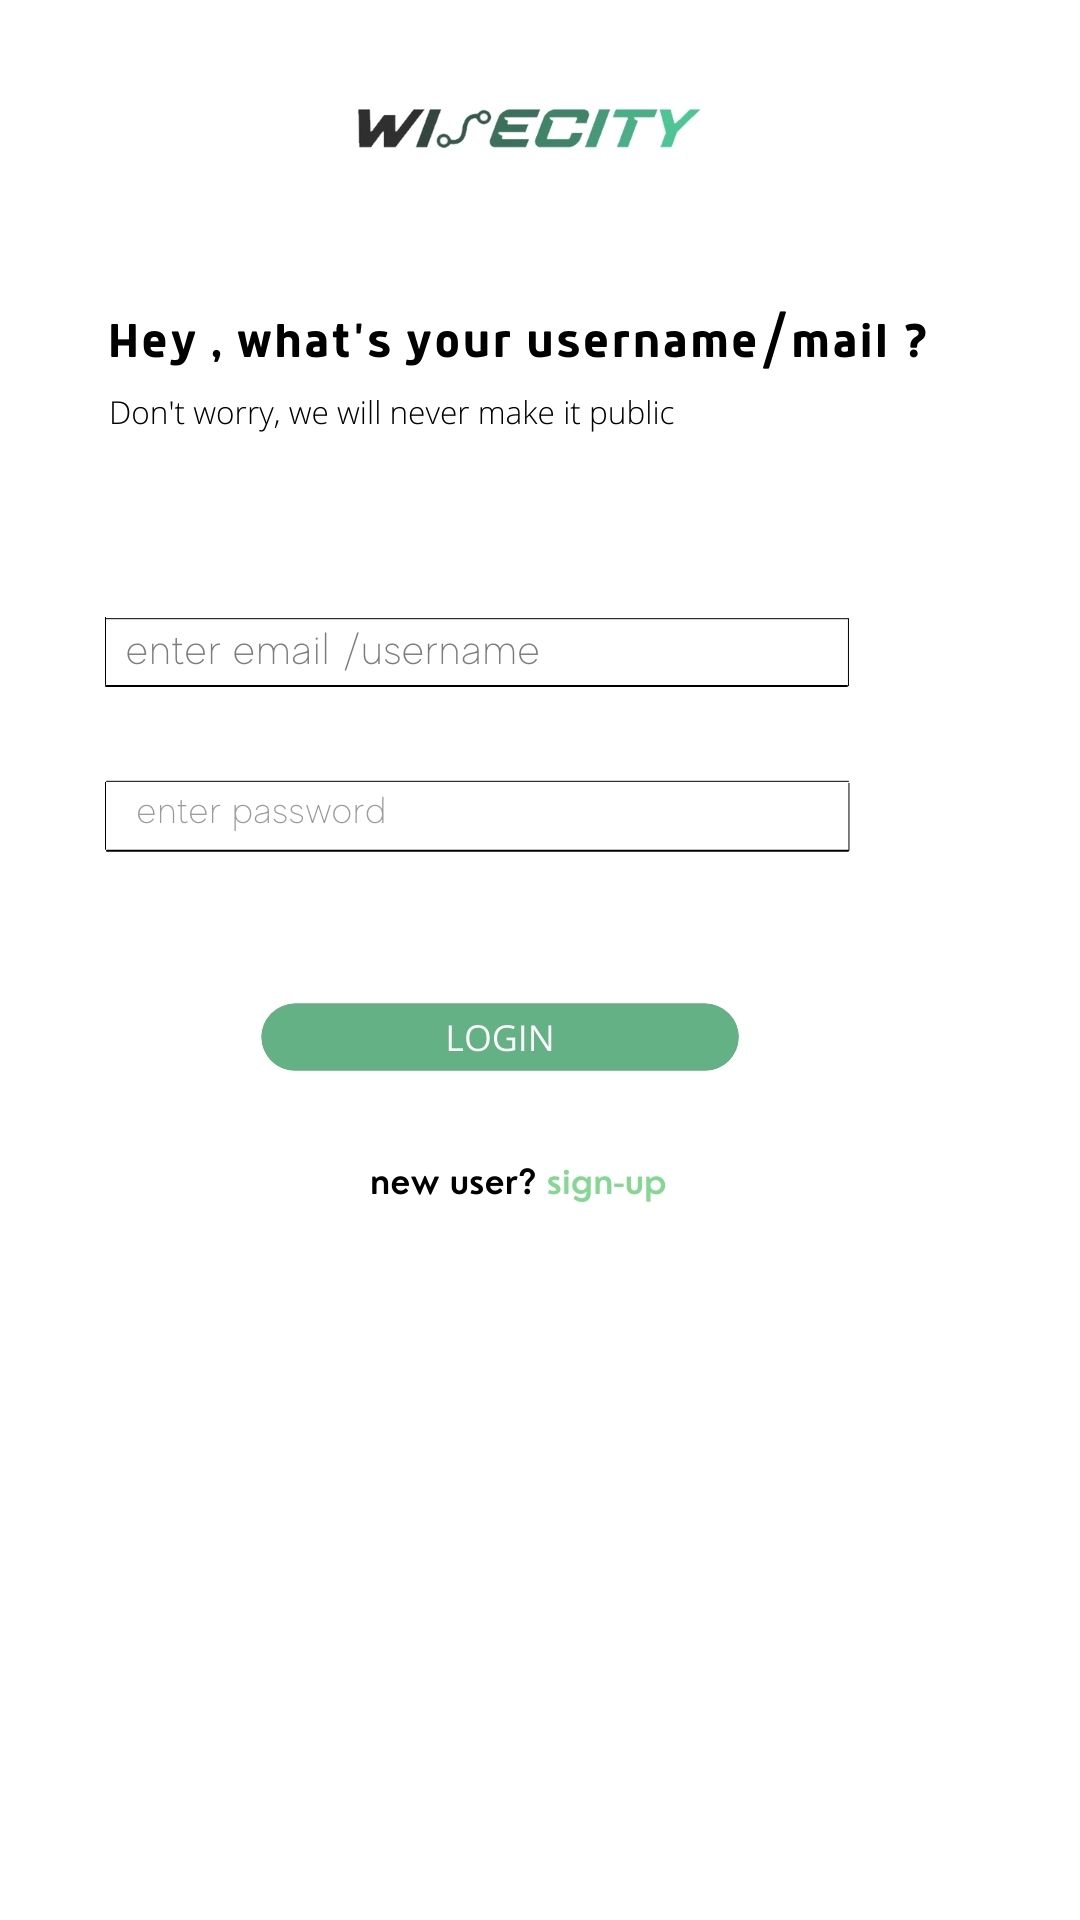 WISECITY
Hey , what's your username/mail ?
Don't worry, we will never make it public
enter email /username
enter password
LOGIN
new user? sign-up